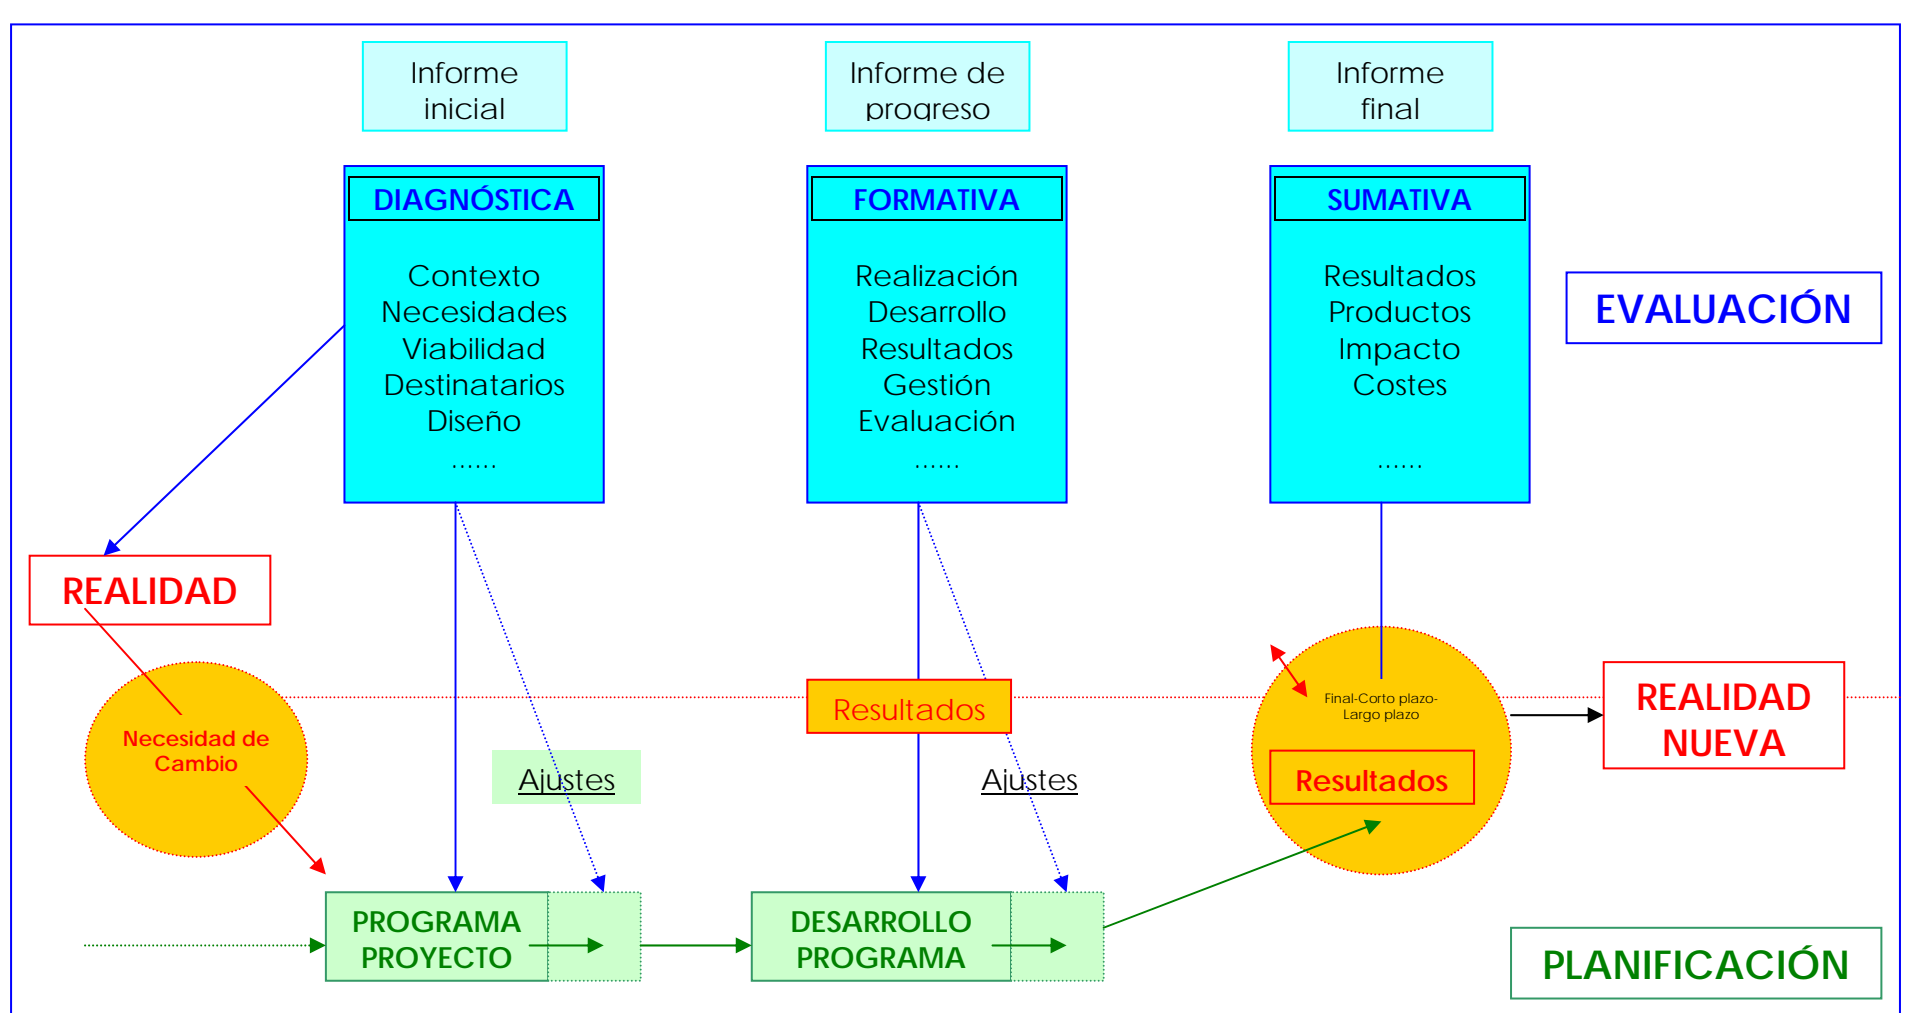 Informe
inicial
Informe de
progreso
Informe
final
DIAGNÓSTICA
Contexto
Necesidades
Viabilidad
Destinatarios
Diseño
......
FORMATIVA
Realización
Desarrollo
Resultados
Gestión
Evaluación
......
SUMATIVA
Resultados
Productos
Impacto
Costes
......
EVALUACIÓN
REALIDAD
Necesidad de
Cambio
Resultados
Ajustes
Ajustes
Final-Corto plazo-
Largo plazo
Resultados
REALIDAD
NUEVA
PROGRAMA
PROYECTO
DESARROLLO
PROGRAMA
PLANIFICACIÓN